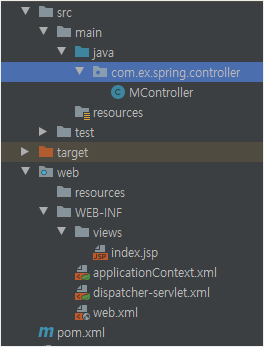 src
main
java
com.ex.spring.controller
MController
resources
test
target
web
resources
WEB-INF
views
index.jsp
applicationContext.xml
dispatcher-servlet.xml
web.xml
pom.xml